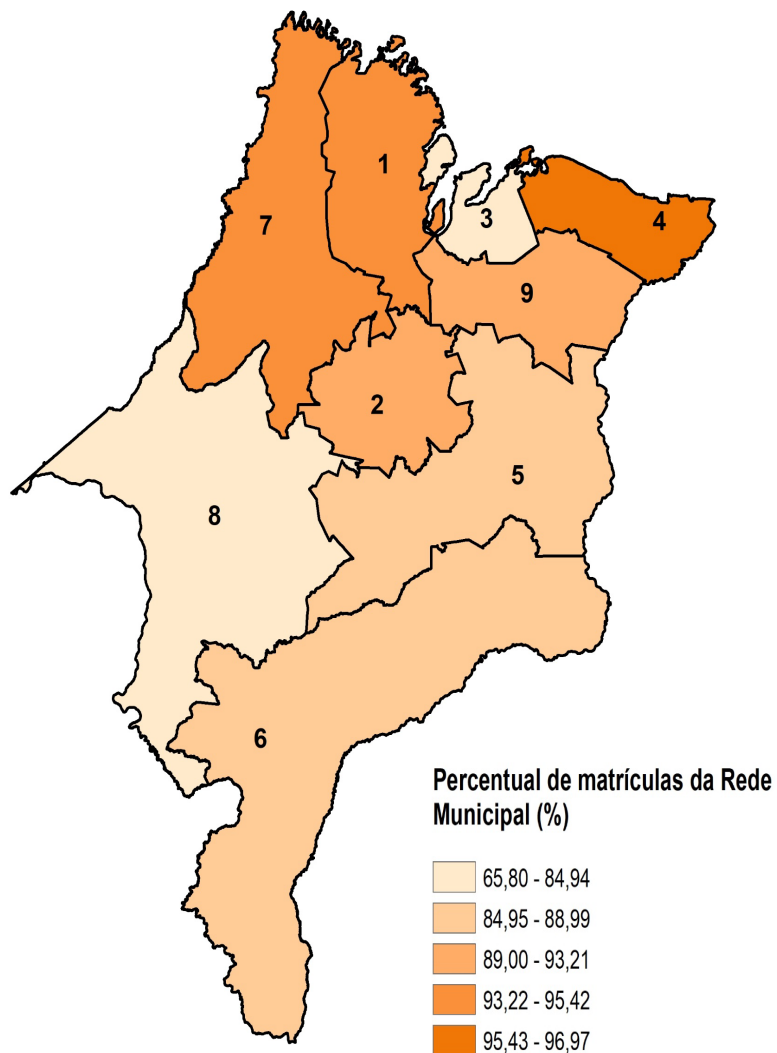 1
7
3
4
9
2
5
8
6
Percentual de matrículas da Rede
Municipal (%)
65,80 - 84,94
84,95 - 88,99
89,00 - 93,21
93,22 - 95,42
95,43 - 96,97